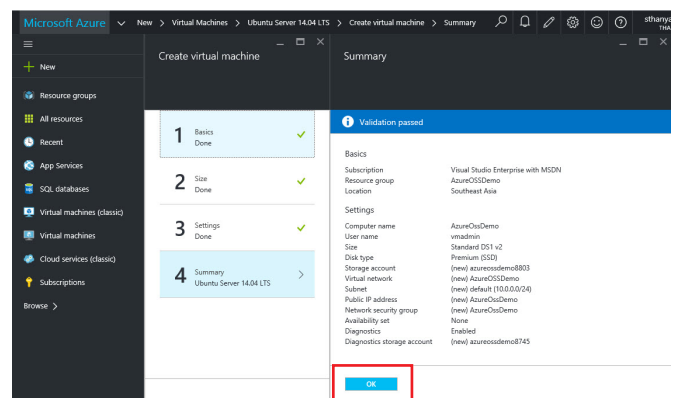 Microsoft Azure New > Virtual Machines > Ubuntu Server 14.04 LTS > Create virtual machine > Summary
sthanya
THA
New
Resource groups
All resources
Recent
App Services
SQL databases
Virtual machines (classic)
Virtual machines
Cloud services (classic)
Subscriptions
Browse >
Create virtual machine
1 Basics
Done
2 Size
Done
3 Settings
Done
4 Summary
Ubuntu Server 14.04 LTS
Summary
Validation passed
Basics
Subscription Visual Studio Enterprise with MSDN
Resource group AzureOSSDemo
Location Southeast Asia
Settings
Computer name AzureOssDemo
User name vmadmin
Size Standard DS1 v2
Disk type Premium (SSD)
Storage account (new) azureossdemo8803
Virtual network (new) AzureOSSDemo
Subnet (new) default (10.0.0.0/24)
Public IP address (new) AzureOssDemo
Network security group (new) AzureOssDemo
Availability set None
Diagnostics Enabled
Diagnostics storage account (new) azureossdemo8745
OK